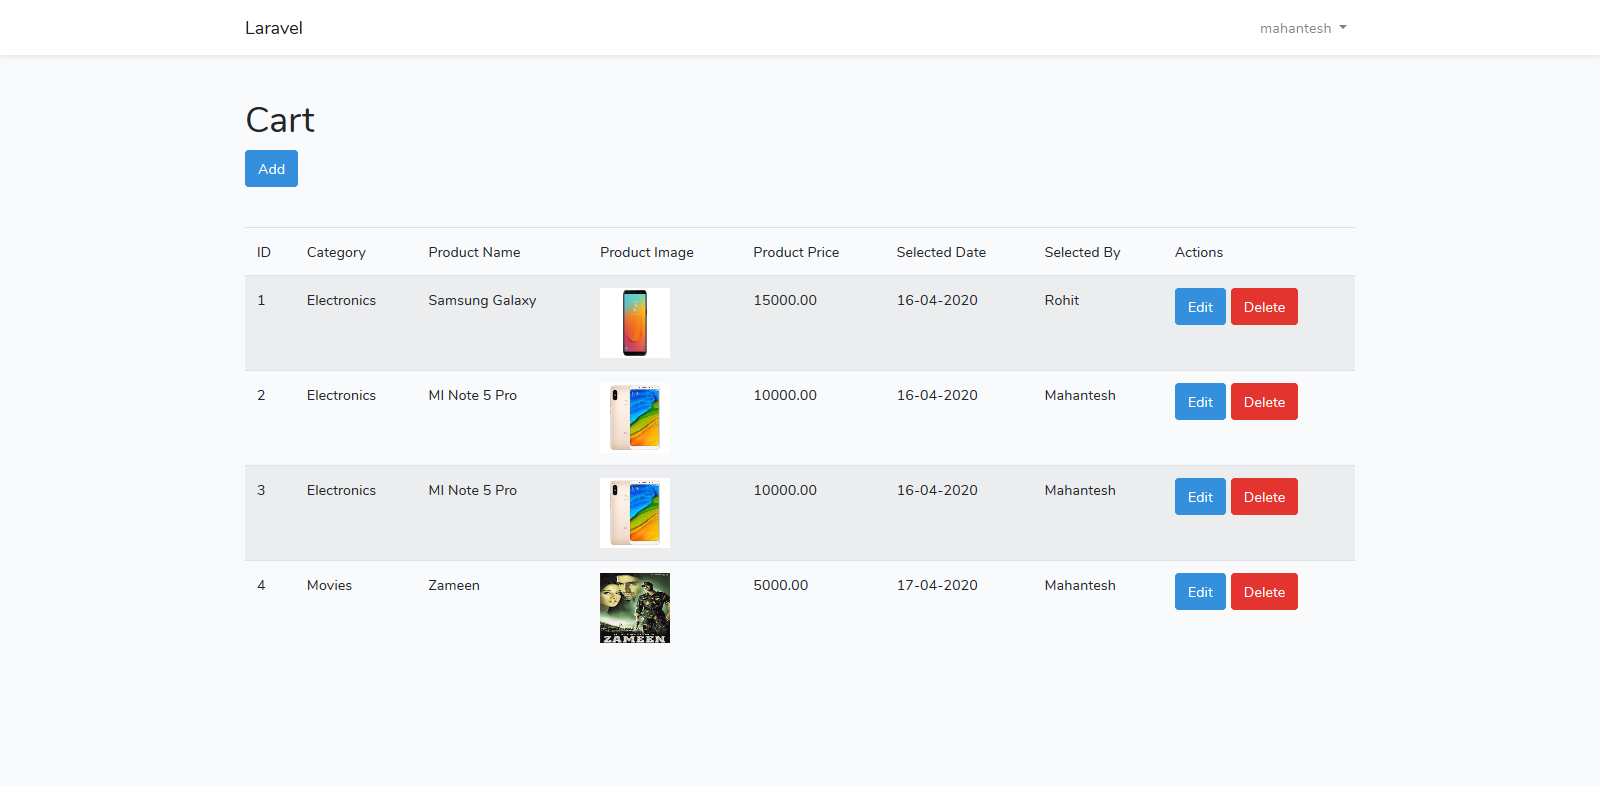 Laravel mahantesh
Cart
Add
ID Category Product Name Product Image Product Price Selected Date Selected By Actions
1 Electronics Samsung Galaxy 15000.00 16-04-2020 Rohit Edit Delete
2 Electronics MI Note 5 Pro 10000.00 16-04-2020 Mahantesh Edit Delete
3 Electronics MI Note 5 Pro 10000.00 16-04-2020 Mahantesh Edit Delete
4 Movies Zameen 5000.00 17-04-2020 Mahantesh Edit Delete
ZAMEEN